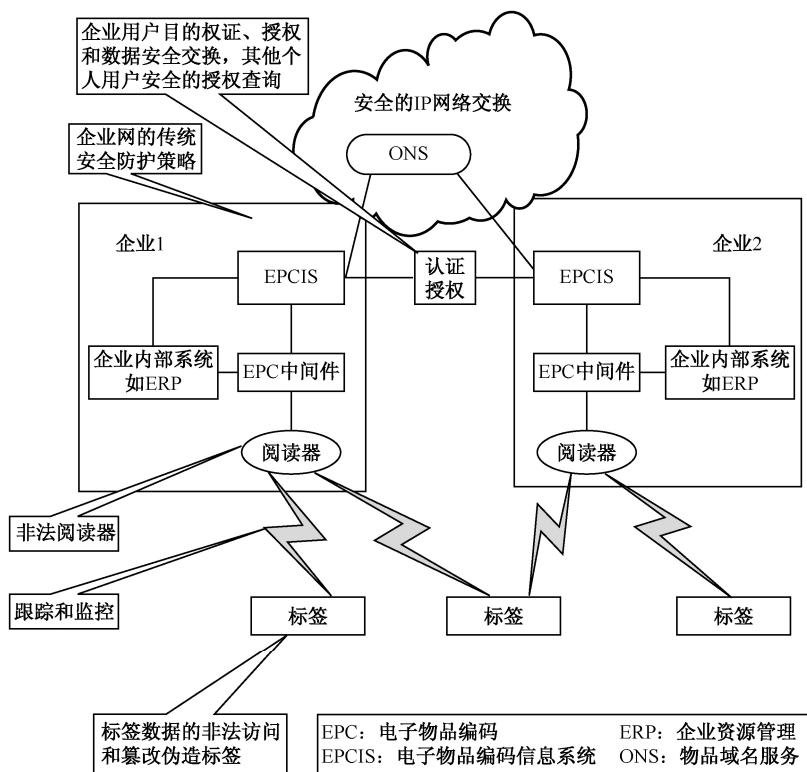 企业用户目的权证、授权
和数据安全交换，其他个
人用户安全的授权查询
安全的IP网络交换
ONS
企业网的传统
安全防护策略
企业1
企业2
EPCIS
认证
授权
EPCIS
企业内部系统
如ERP
EPC中间件
EPC中间件
企业内部系统
如ERP
阅读器
阅读器
非法阅读器
跟踪和监控
标签
标签
标签
标签数据的非法访问
和篡改伪造标签
EPC：电子物品编码
ERP：企业资源管理
EPCIS：电子物品编码信息系统
ONS：物品域名服务